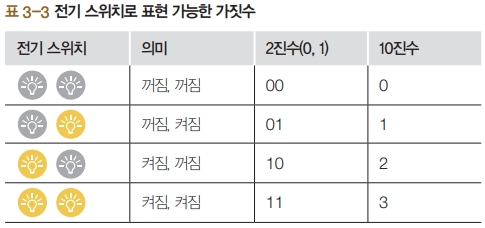 표 3-3 전기 스위치로 표현 가능한 가짓수
전기 스위치 의미 2진수(0, 1) 10진수
꺼짐, 꺼짐 00 0
꺼짐, 켜짐 01 1
켜짐, 꺼짐 10 2
켜짐, 켜짐 11 3